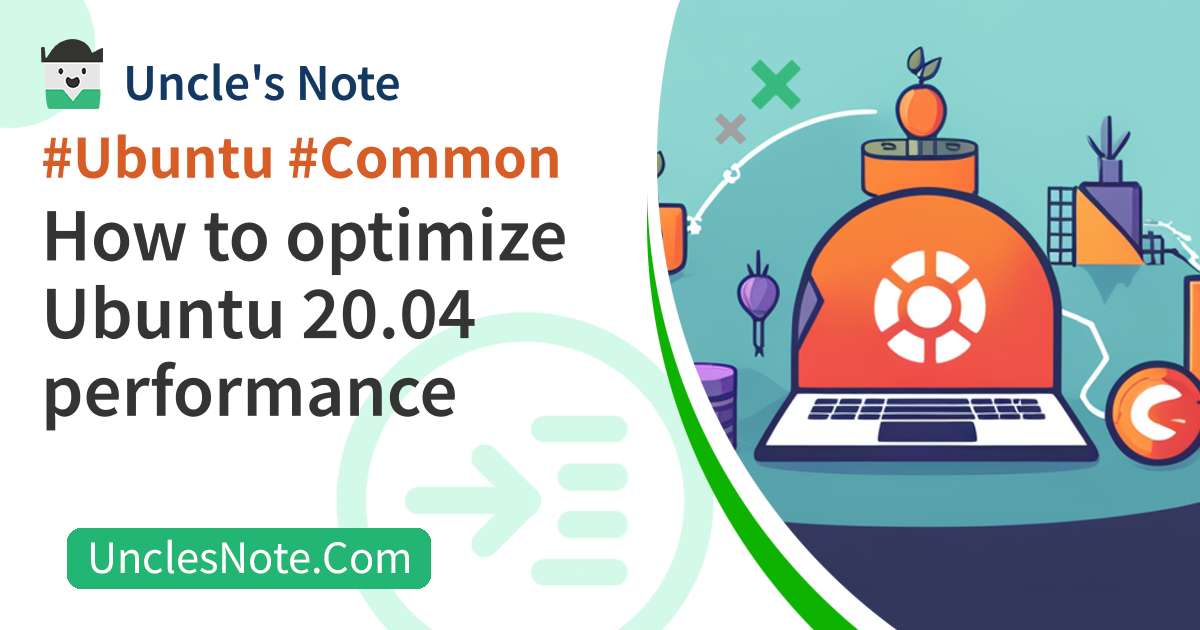 Uncle's Note
#Ubuntu #Common
How to optimize
Ubuntu 20.04
performance
UnclesNote.Com